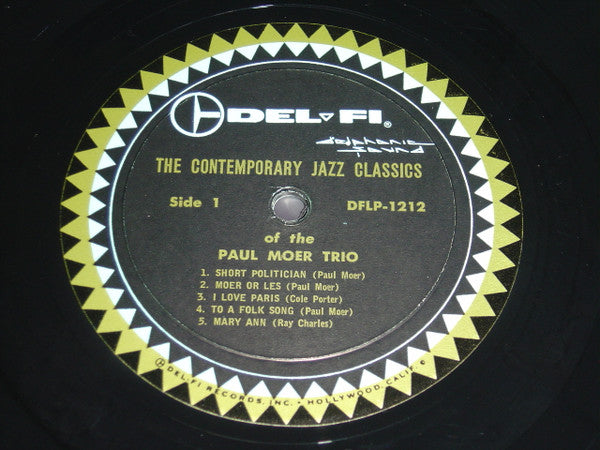 DEL-FI®
THE CONTEMPORARY JAZZ CLASSICS
Side 1
DFLP-1212
of the
PAUL MOER TRIO
1. SHORT POLITICIAN (Paul Moer)
2. MOER OR LES (Paul Moer)
3. I LOVE PARIS (Cole Porter)
4. TO A FOLK SONG (Paul Moer)
5. MARY ANN (Ray Charles)
DEL-FI RECORDS, INC. • HOLLYWOOD, CALIF.